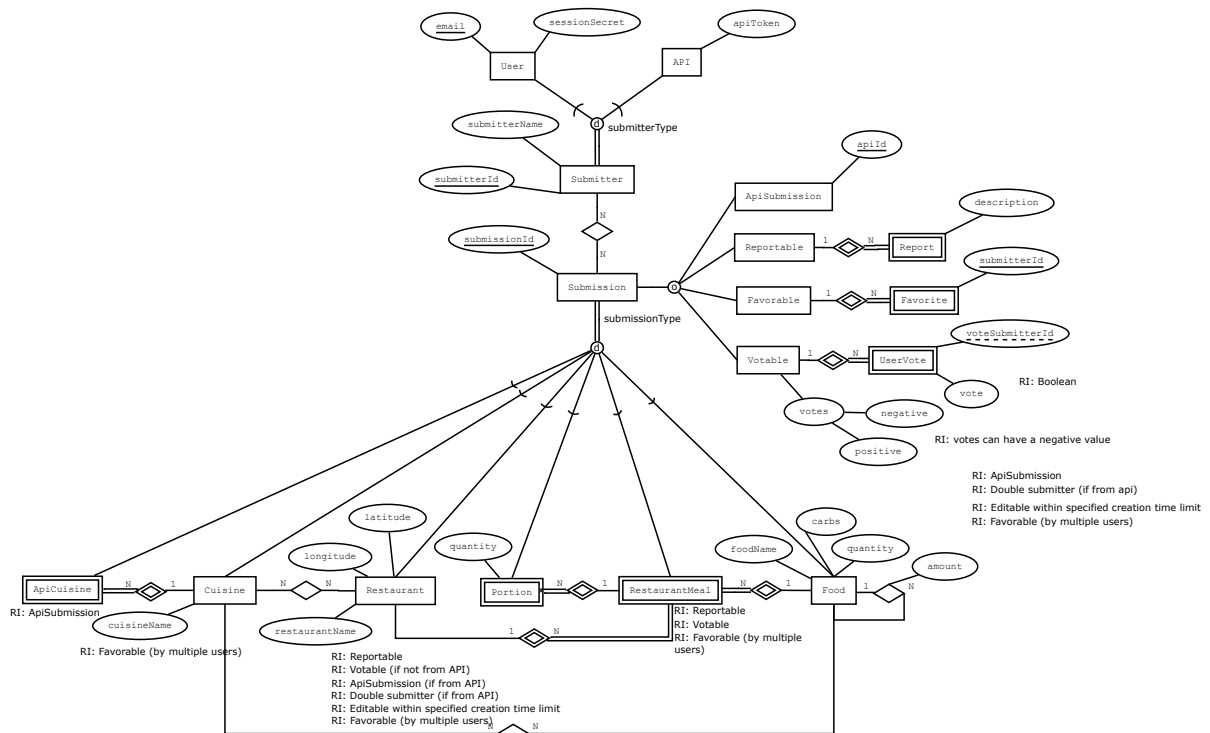 email
sessionSecret
apiToken
User
API
d
submitterType
submitterName
submitterId
Submitter
N
N
submissionId
Submission
o
submissionType
d
apiId
ApiSubmission
description
Reportable
1
N
Report
submitterId
Favorable
1
N
Favorite
voteSubmitterId
Votable
1
N
UserVote
RI: Boolean
vote
votes
negative
positive
RI: votes can have a negative value
RI: ApiSubmission
RI: Double submitter (if from api)
RI: Editable within specified creation time limit
RI: Favorable (by multiple users)
latitude
longitude
quantity
foodName
carbs
quantity
amount
ApiCuisine
N
1
Cuisine
N
N
Restaurant
Portion
N
1
RestaurantMeal
N
1
Food
1
N
RI: ApiSubmission
cuisineName
restaurantName
RI: Favorable (by multiple users)
1
N
RI: Reportable
RI: Votable
RI: Favorable (by multiple
users)
RI: Reportable
RI: Votable (if not from API)
RI: ApiSubmission (if from API)
RI: Double submitter (if from API)
RI: Editable within specified creation time limit
RI: Favorable (by multiple users)
N
N